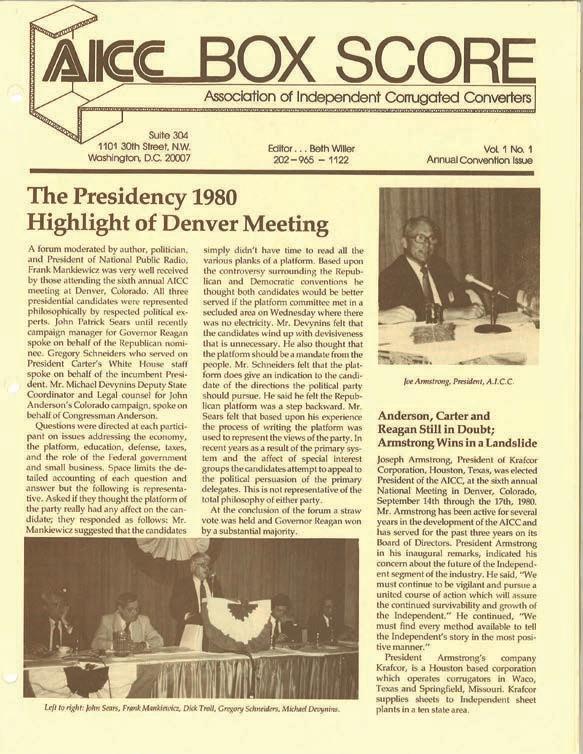 AICC BOX SCORE
Association of Independent Corrugated Converters
Suite 304
1101 30th Street, N.W.
Washington, D.C. 20007
Editor . . . Beth Willer
202-965 - 1122
Vol. 1 No. 1
Annual Convention Issue
The Presidency 1980
Highlight of Denver Meeting
A forum moderated by author, politician,
and President of National Public Radio,
Frank Mankiewicz was very well received
by those attending the sixth annual AICC
meeting at Denver, Colorado. All three
presidential candidates were represented
philosophically by respected political ex-
perts. John Patrick Sears until recently
campaign manager for Governor Reagan
spoke on behalf of the Republican nomi-
nee. Gregory Schneiders who served on
President Carter's White House staff
spoke on behalf of the incumbent Presi-
dent. Mr. Michael Devynins Deputy State
Coordinator and Legal counsel for John
Anderson's Colorado campaign, spoke on
behalf of Congressman Anderson.
Questions were directed at each partici-
pant on issues addressing the economy,
the platform, education, defense, taxes,
and the role of the Federal government
and small business. Space limits the de-
tailed accounting of each question and
answer but the following is representa-
tive. Asked if they thought the platform of
the party really had any affect on the can-
didate; they responded as follows: Mr.
Mankiewicz suggested that the candidates
simply didn't have time to read all the
various planks of a platform. Based upon
the controversy surrounding the Repub-
lican and Democratic conventions he
thought both candidates would be better
served if the platform committee met in a
secluded area on Wednesday where there
was no electricity. Mr. Devynins felt that
the candidates wind up with devisiveness
that is unnecessary. He also thought that
the platform should be a mandate from the
people. Mr. Schneiders felt that the plat-
form does give an indication to the candi-
date of the directions the political party
should pursue. He said he felt the Repub-
lican platform was a step backward. Mr.
Sears felt that based upon his experience
the process of writing the platform was
used to represent the views of the party. In
recent years as a result of the primary sys-
tem and the affect of special interest
groups the candidates attempt to appeal to
the political persuasion of the primary
delegates. This is not representative of the
total philosophy of either party.
At the conclusion of the forum a straw
vote was held and Governor Reagan won
by a substantial majority.
Left to right: John Sears, Frank Mankiewicz, Dick Troll, Gregory Schneiders, Michael Devynins.
Joe Armstrong, President, A.I.C.C.
Anderson, Carter and
Reagan Still in Doubt;
Armstrong Wins in a Landslide
Joseph Armstrong, President of Krafcor
Corporation, Houston, Texas, was elected
President of the AICC, at the sixth annual
National Meeting in Denver, Colorado,
September 14th through the 17th, 1980.
Mr. Armstrong has been active for several
years in the development of the AICC and
has served for the past three years on its
Board of Directors. President Armstrong
in his inaugural remarks, indicated his
concern about the future of the Independ-
ent segment of the industry. He said, "We
must continue to be vigilant and pursue a
united course of action which will assure
the continued survivability and growth of
the Independent." He continued, "We
must find every method available to tell
the Independent's story in the most posi-
tive manner."
President Armstrong's company
Krafcor, is a Houston based corporation
which operates corrugators in Waco,
Texas and Springfield, Missouri. Krafcor
supplies sheets to Independent sheet
plants in a ten state area.